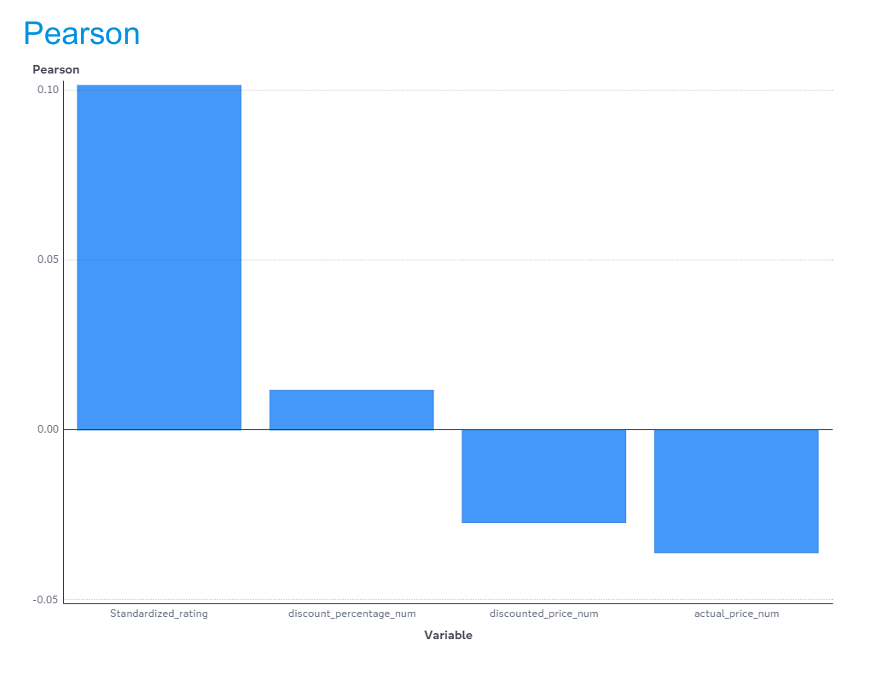 Pearson
Pearson
0.10
0.05
0.00
-0.05
Standardized_rating discount_percentage_num discounted_price_num actual_price_num
Variable